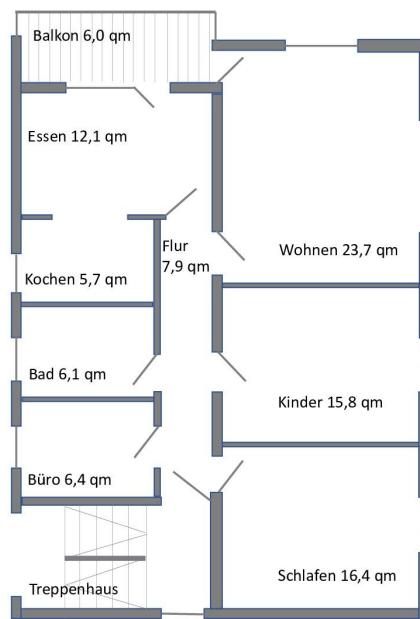 Balkon 6,0 qm
Essen 12,1 qm
Flur
7,9 qm
Wohnen 23,7 qm
Kochen 5,7 qm
Bad 6,1 qm
Kinder 15,8 qm
Büro 6,4 qm
Schlafen 16,4 qm
Treppenhaus